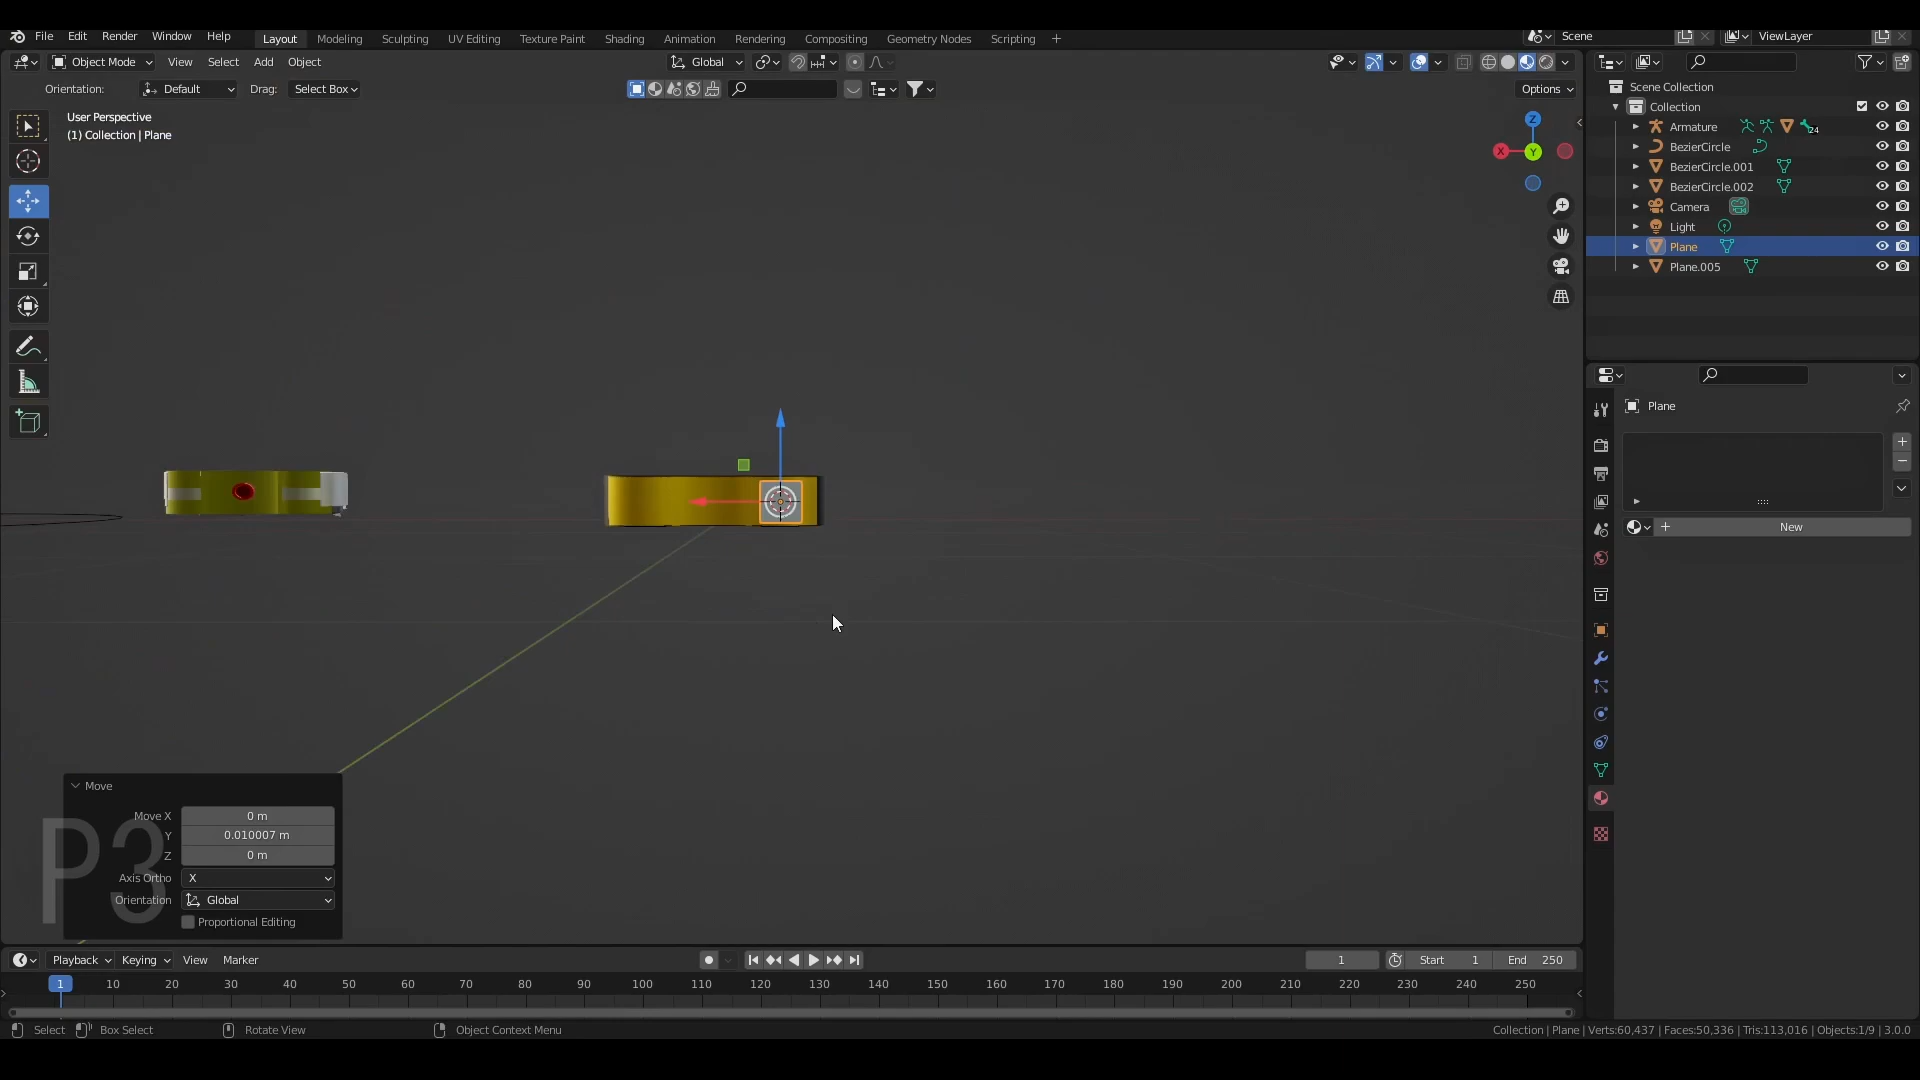 File Edit Render Window Help Layout Modeling Sculpting UV Editing Texture Paint Shading Animation Rendering Compositing Geometry Nodes Scripting + Scene ViewLayer
Object Mode View Select Add Object Global
Orientation: Default Drag: Select Box Options
User Perspective
(1) Collection | Plane
Z
X Y
Scene Collection
Collection
Armature 24
BezierCircle
BezierCircle.001
BezierCircle.002
Camera
Light
Plane
Plane.005
Plane
+ New
Move
Move X 0 m
Y 0.010007 m
Z 0 m
Axis Ortho X
Orientation Global
Proportional Editing
P3
Playback Keying View Marker 1 Start 1 End 250
1 10 20 30 40 50 60 70 80 90 100 110 120 130 140 150 160 170 180 190 200 210 220 230 240 250
Select Box Select Rotate View Object Context Menu Collection | Plane | Verts:60,437 | Faces:50,336 | Tris:113,016 | Objects:1/9 | 3.0.0